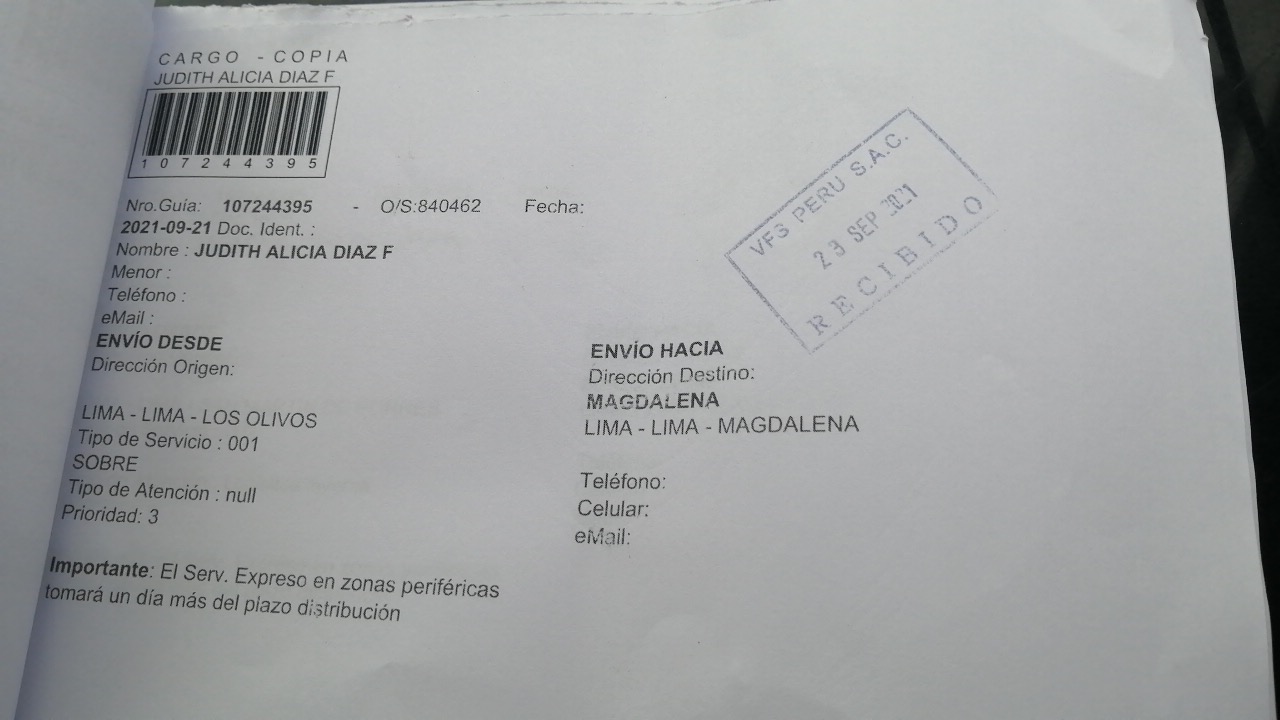 CARGO - COPIA
JUDITH ALICIA DIAZ F
107244395
Nro.Guía: 107244395 - O/S:840462 Fecha:
2021-09-21 Doc. Ident. :
Nombre : JUDITH ALICIA DIAZ F
Menor :
Teléfono :
eMail :
ENVÍO DESDE
Dirección Origen:
LIMA - LIMA - LOS OLIVOS
Tipo de Servicio : 001
SOBRE
Tipo de Atención : null
Prioridad: 3
Importante: El Serv. Expreso en zonas periféricas
tomará un día más del plazo distribución
VFS PERU S.A.C.
23 SEP 2021
RECIBIDO
ENVÍO HACIA
Dirección Destino:
MAGDALENA
LIMA - LIMA - MAGDALENA
Teléfono:
Celular:
eMail: